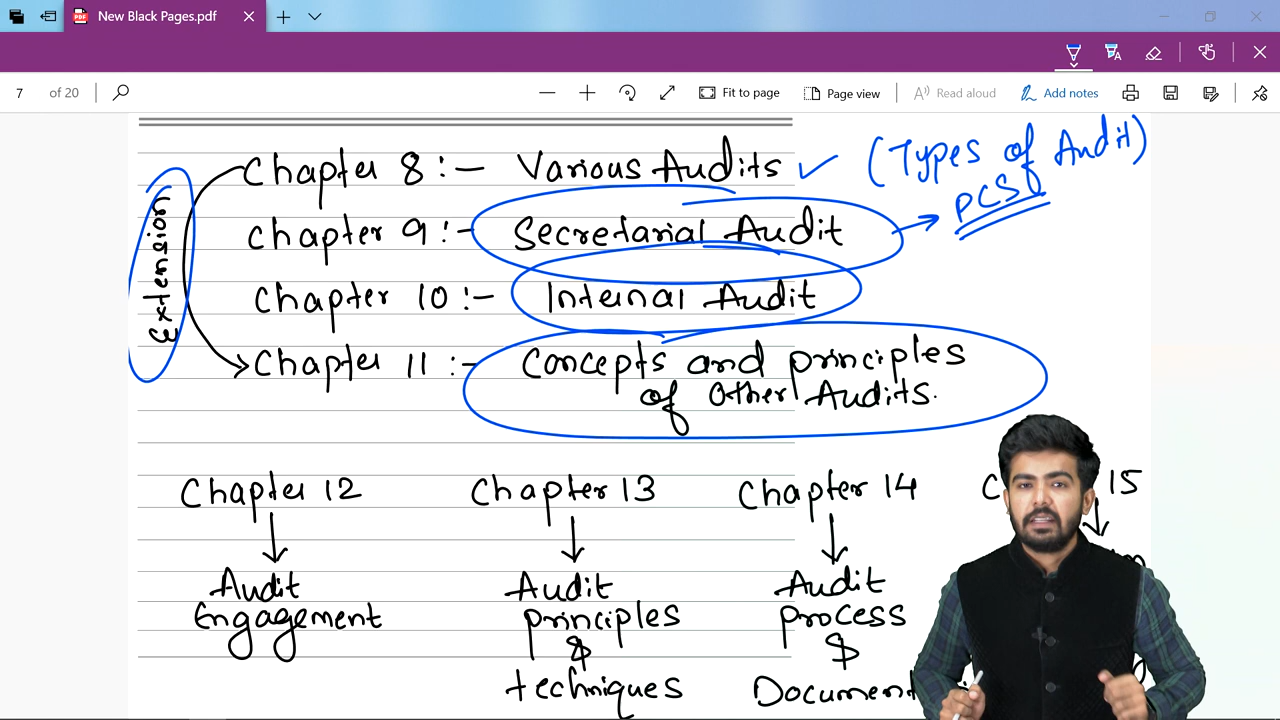 New Black Pages.pdf
7 of 20
Fit to page
Page view
Read aloud
Add notes
Chapter 8 :- Various Audits ✓ (Types of Audit)
Chapter 9 :- Secretarial Audit → PCS
Chapter 10 :- Internal Audit
Chapter 11 :- Concepts and principles
of Other Audits.
Extension
Chapter 12 Chapter 13 Chapter 14 15
Audit Audit Audit
Engagement principles process
& &
techniques Document